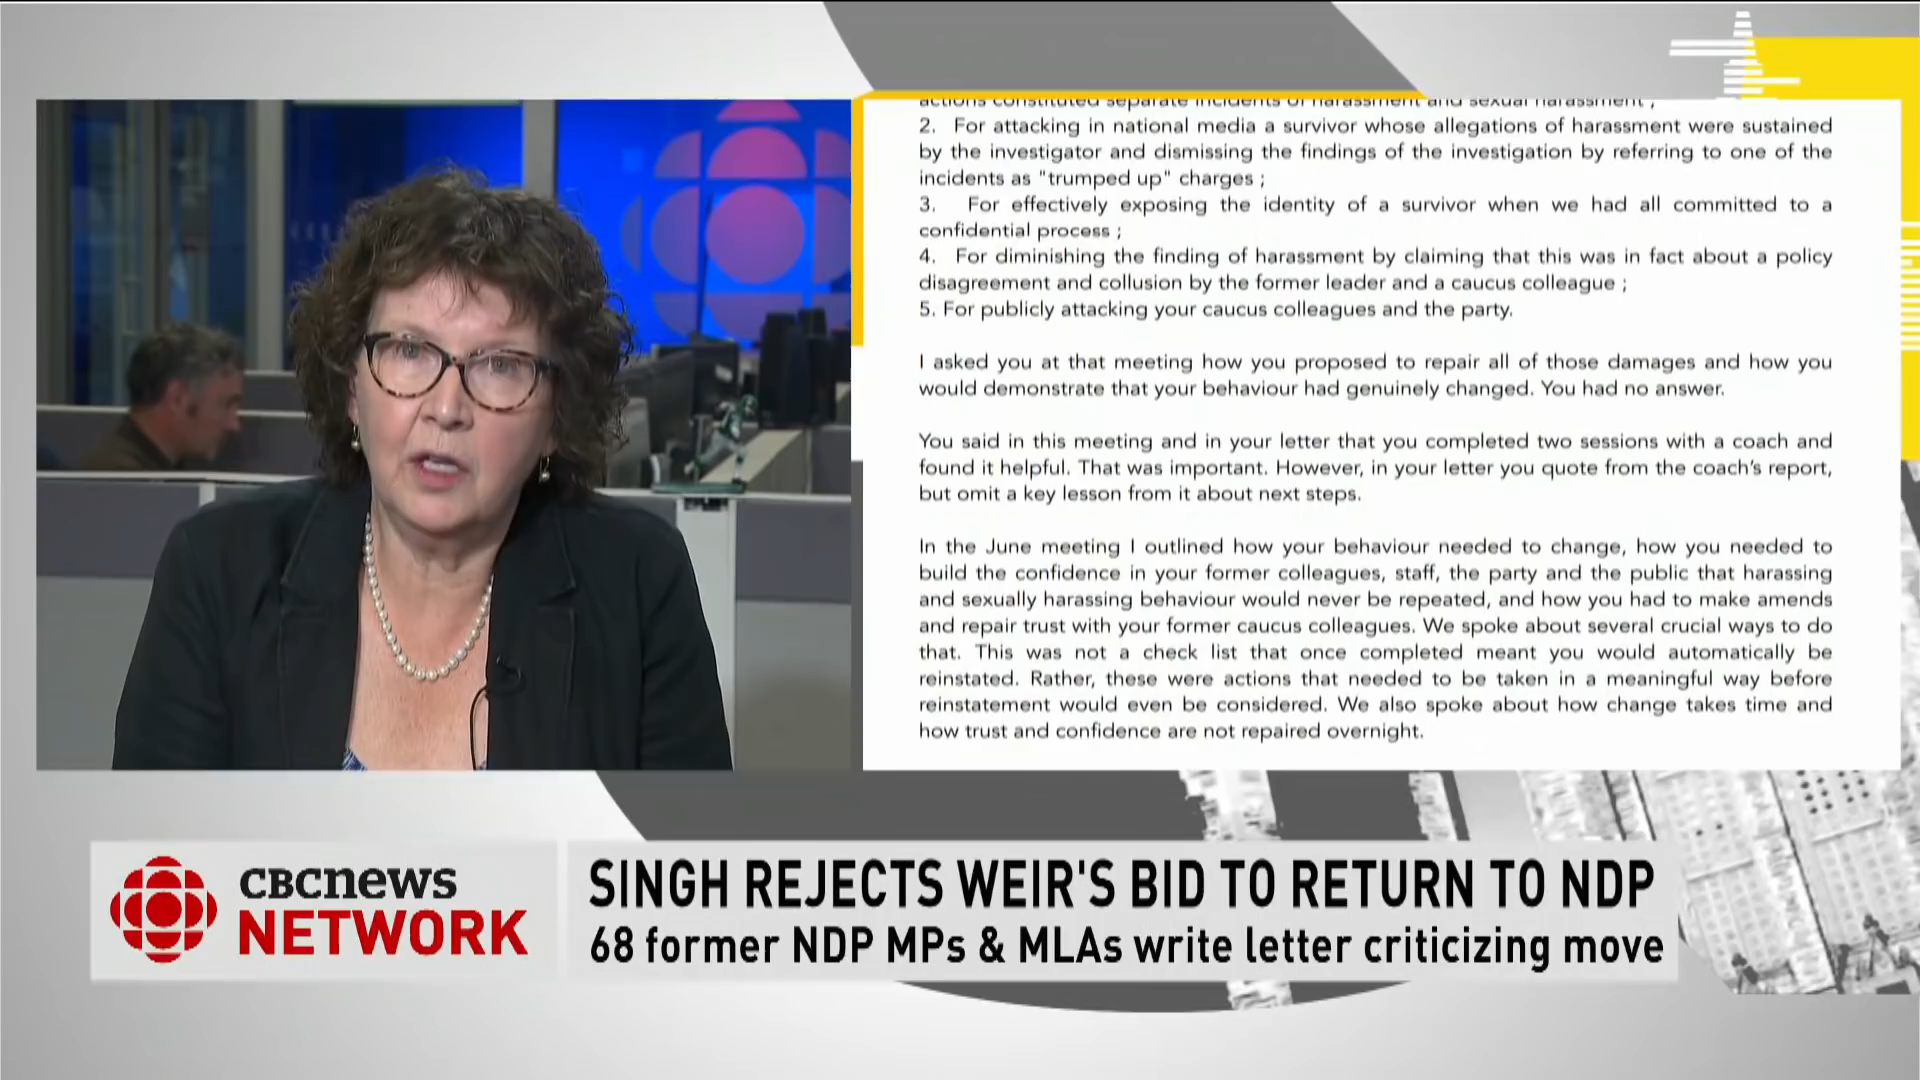 actions constituted separate incidents of harassment and sexual harassment ;
2. For attacking in national media a survivor whose allegations of harassment were sustained
by the investigator and dismissing the findings of the investigation by referring to one of the
incidents as "trumped up" charges ;
3. For effectively exposing the identity of a survivor when we had all committed to a
confidential process ;
4. For diminishing the finding of harassment by claiming that this was in fact about a policy
disagreement and collusion by the former leader and a caucus colleague ;
5. For publicly attacking your caucus colleagues and the party.
I asked you at that meeting how you proposed to repair all of those damages and how you
would demonstrate that your behaviour had genuinely changed. You had no answer.
You said in this meeting and in your letter that you completed two sessions with a coach and
found it helpful. That was important. However, in your letter you quote from the coach's report,
but omit a key lesson from it about next steps.
In the June meeting I outlined how your behaviour needed to change, how you needed to
build the confidence in your former colleagues, staff, the party and the public that harassing
and sexually harassing behaviour would never be repeated, and how you had to make amends
and repair trust with your former caucus colleagues. We spoke about several crucial ways to do
that. This was not a check list that once completed meant you would automatically be
reinstated. Rather, these were actions that needed to be taken in a meaningful way before
reinstatement would even be considered. We also spoke about how change takes time and
how trust and confidence are not repaired overnight.
CBCnews
NETWORK
SINGH REJECTS WEIR'S BID TO RETURN TO NDP
68 former NDP MPs & MLAs write letter criticizing move